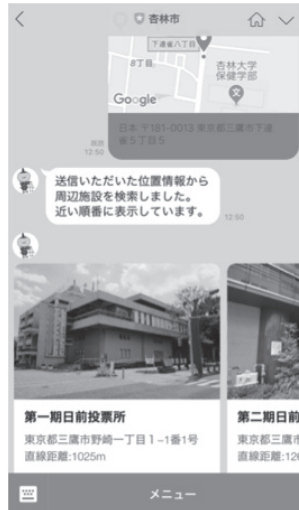 杏林市
下連雀八丁目
8丁目
杏林大学
保健学部
文
Google
日本 〒181-0013 東京都三鷹市下連
雀5丁目5
既読
12:50
送信いただいた位置情報から
周辺施設を検索しました。
近い順番に表示しています。
12:50
第一期日前投票所
東京都三鷹市野崎一丁目1-1番1号
直線距離:1025m
第二期日前
東京都三鷹市
直線距離:126
メニュー